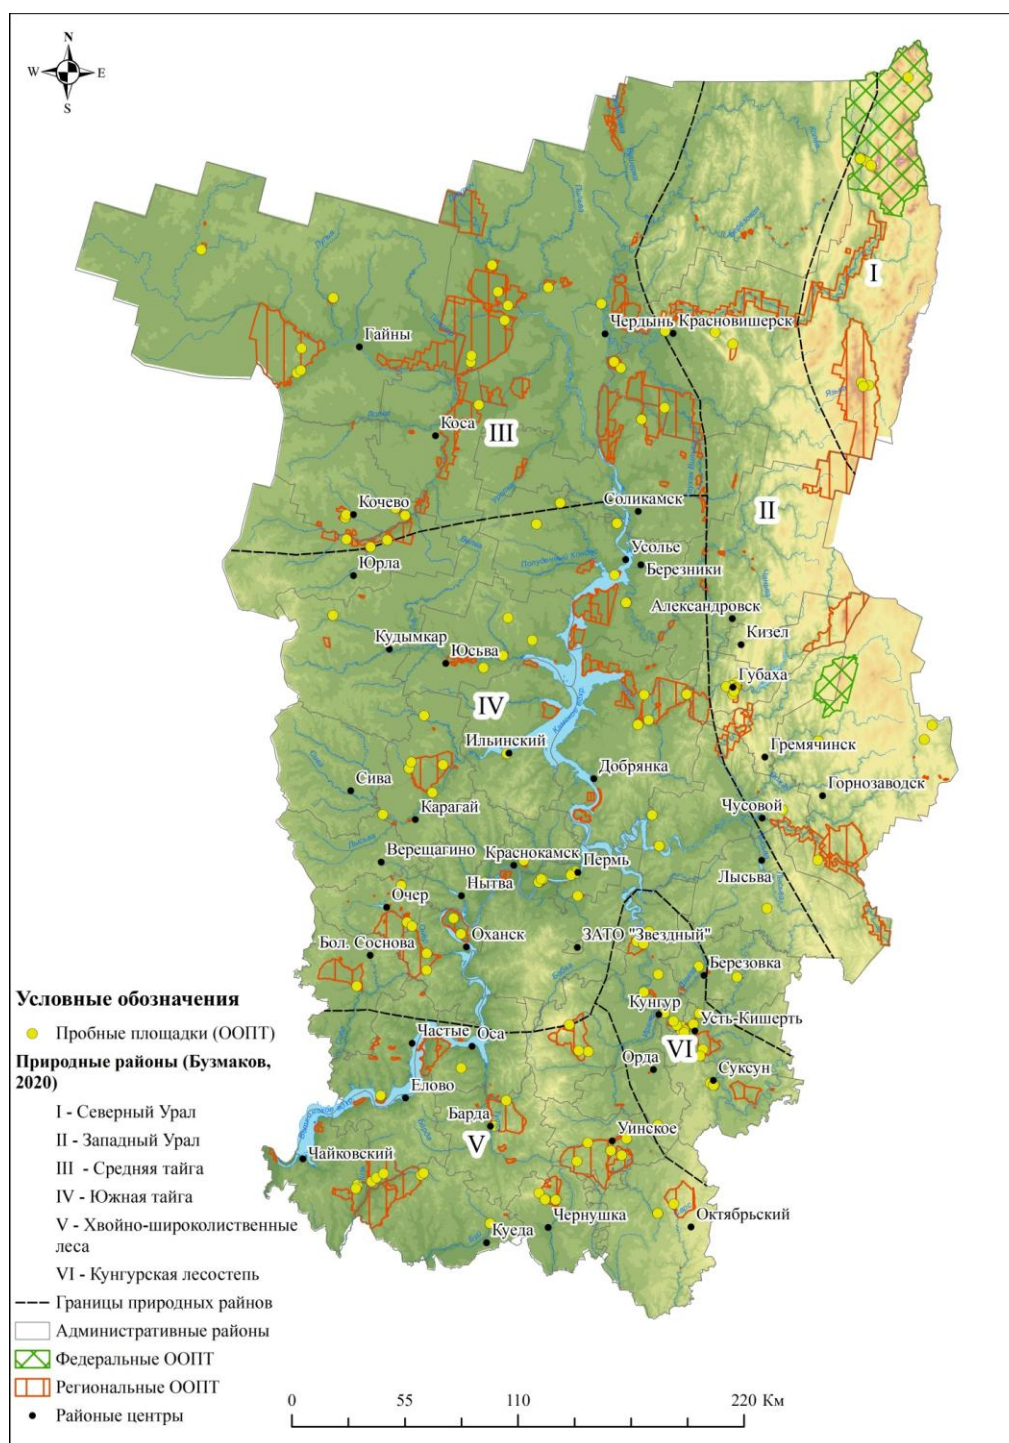 N
W
E
S
I
Гайны
Чердынь
Красновишерск
Коса
III
II
Кочево
Соликамск
Юрла
Усолье
Березники
Александровск
Кизел
Кудымкар
Юсьва
Губаха
IV
Ильинский
Гремячинск
Добрянка
Сива
Горнозаводск
Карагай
Чусовой
Верещагино
Краснокамск
Пермь
Лысьва
Нытва
Очер
Оханск
ЗАТО "Звездный"
Бол. Соснова
Березовка
Кунгур
Усть-Кишерть
Частые
Оса
VI
Орда
Суксун
Елово
Барда
Уинское
V
Чайковский
Чернушка
Октябрьский
Куеда
Условные обозначения
Пробные площадки (ООПТ)
Природные районы (Бузмаков,
2020)
I - Северный Урал
II - Западный Урал
III - Средняя тайга
IV - Южная тайга
V - Хвойно-широколиственные
леса
VI - Кунгурская лесостепь
Границы природных райнов
Административные районы
Федеральные ООПТ
Региональные ООПТ
Районые центры
0
55
110
220 Км